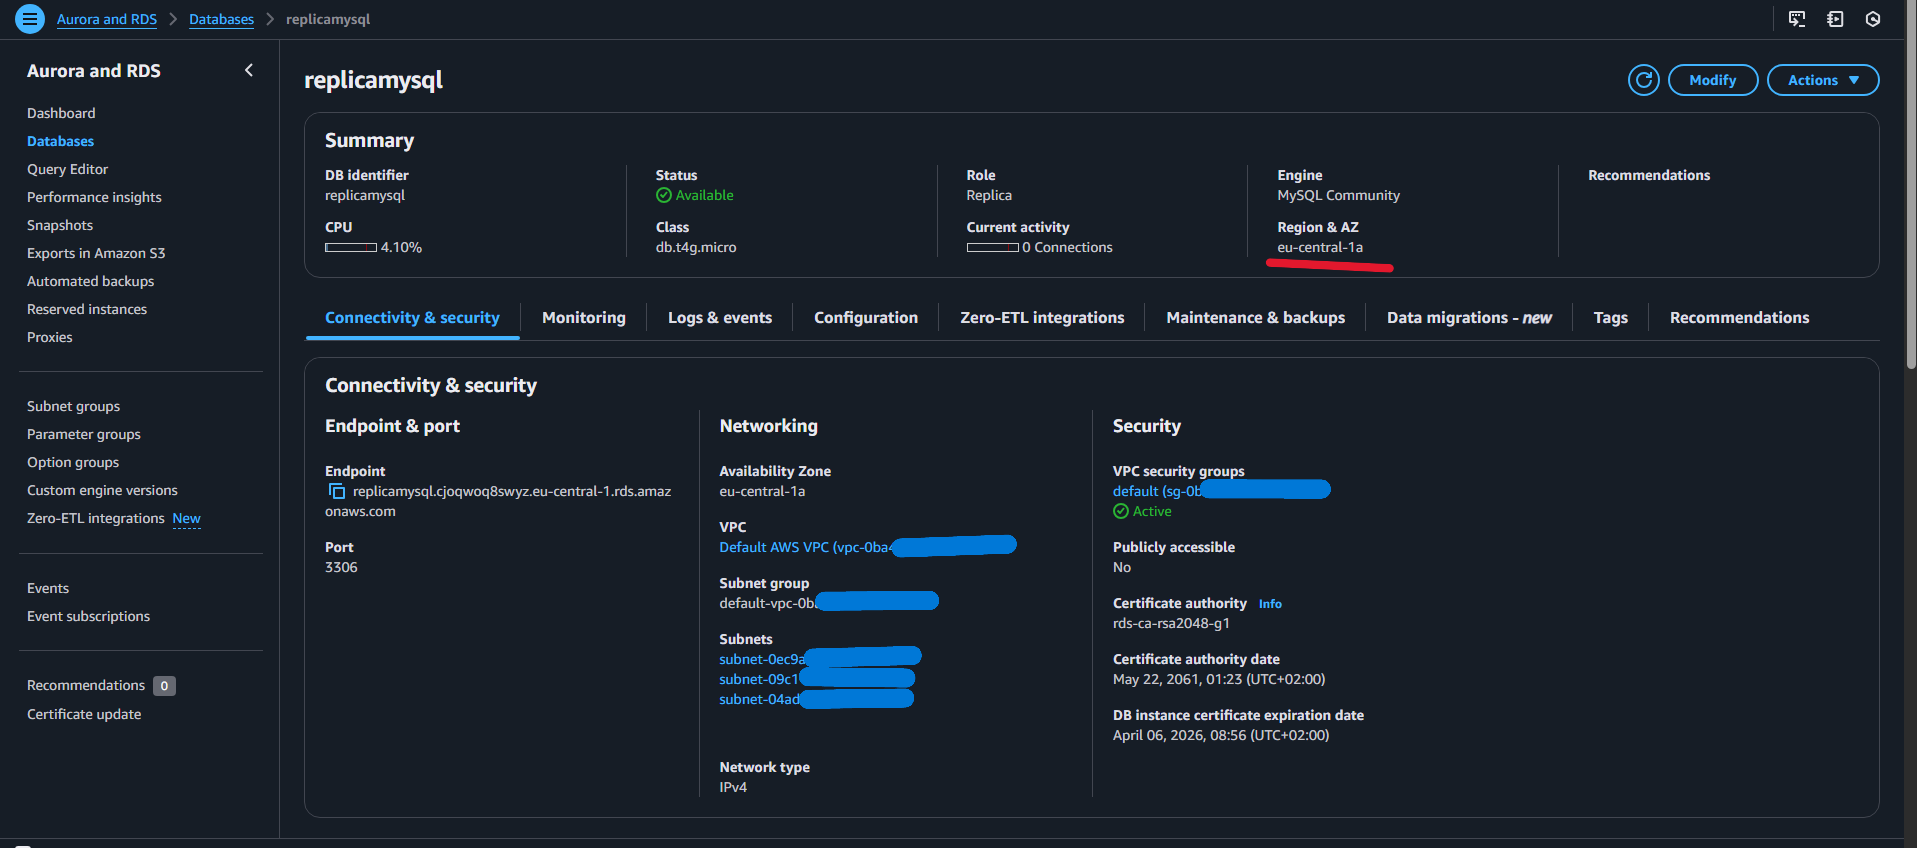 Aurora and RDS > Databases > replicamysql
Aurora and RDS
Dashboard
Databases
Query Editor
Performance insights
Snapshots
Exports in Amazon S3
Automated backups
Reserved instances
Proxies
Subnet groups
Parameter groups
Option groups
Custom engine versions
Zero-ETL integrations New
Events
Event subscriptions
Recommendations 0
Certificate update
replicamysql
Modify
Actions
Summary
DB identifier
replicamysql
CPU
4.10%
Status
Available
Class
db.t4g.micro
Role
Replica
Current activity
0 Connections
Engine
MySQL Community
Region & AZ
eu-central-1a
Recommendations
Connectivity & security
Monitoring
Logs & events
Configuration
Zero-ETL integrations
Maintenance & backups
Data migrations - new
Tags
Recommendations
Connectivity & security
Endpoint & port
Endpoint
replicamysql.cjoqwoq8swyz.eu-central-1.rds.amaz
onaws.com
Port
3306
Networking
Availability Zone
eu-central-1a
VPC
Default AWS VPC (vpc-0ba4
Subnet group
default-vpc-0b
Subnets
subnet-0ec9a
subnet-09c1
subnet-04ad
Network type
IPv4
Security
VPC security groups
default (sg-0b
Active
Publicly accessible
No
Certificate authority Info
rds-ca-rsa2048-g1
Certificate authority date
May 22, 2061, 01:23 (UTC+02:00)
DB instance certificate expiration date
April 06, 2026, 08:56 (UTC+02:00)